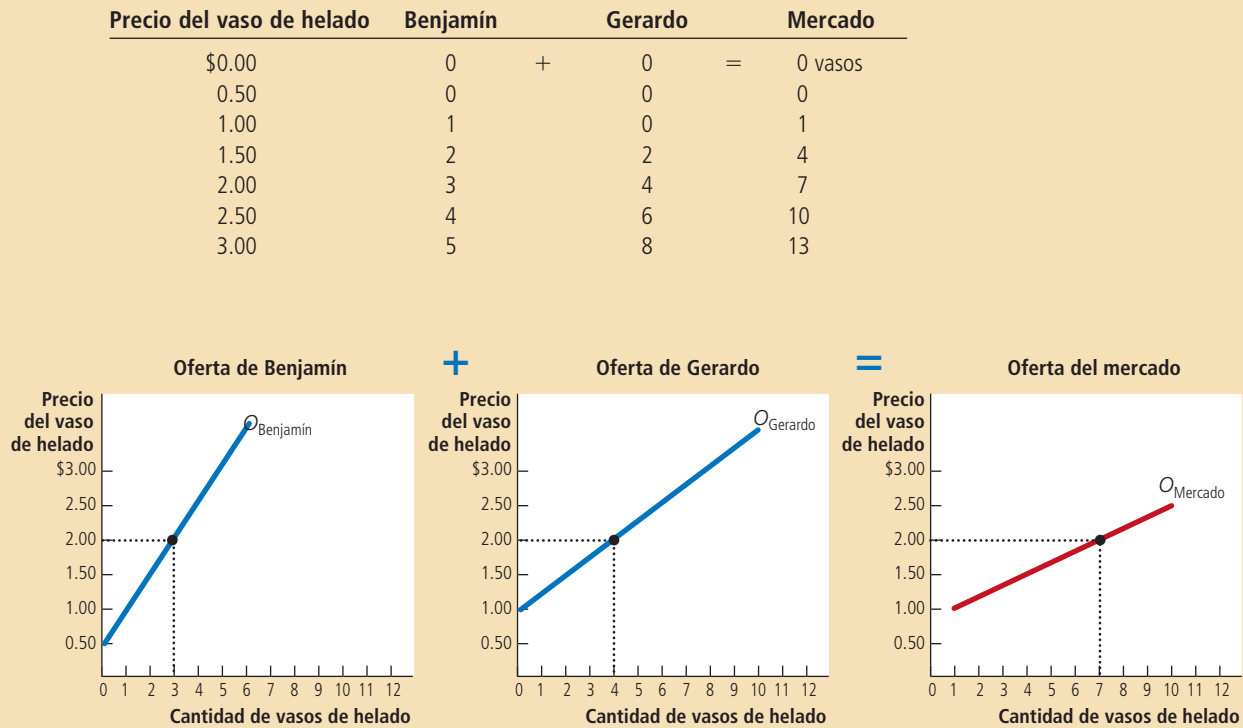 Precio del vaso de helado Benjamín Gerardo Mercado
$0.00 0 + 0 = 0 vasos
0.50 0 0 0
1.00 1 0 1
1.50 2 2 4
2.00 3 4 7
2.50 4 6 10
3.00 5 8 13
Oferta de Benjamín
+
Oferta de Gerardo
=
Oferta del mercado
Precio
del vaso
de helado
$3.00
2.50
2.00
1.50
1.00
0.50
O Benjamín
0 1 2 3 4 5 6 7 8 9 10 11 12
Cantidad de vasos de helado
Precio
del vaso
de helado
$3.00
2.50
2.00
1.50
1.00
0.50
O Gerardo
0 1 2 3 4 5 6 7 8 9 10 11 12
Cantidad de vasos de helado
Precio
del vaso
de helado
$3.00
2.50
2.00
1.50
1.00
0.50
O Mercado
0 1 2 3 4 5 6 7 8 9 10 11 12
Cantidad de vasos de helado